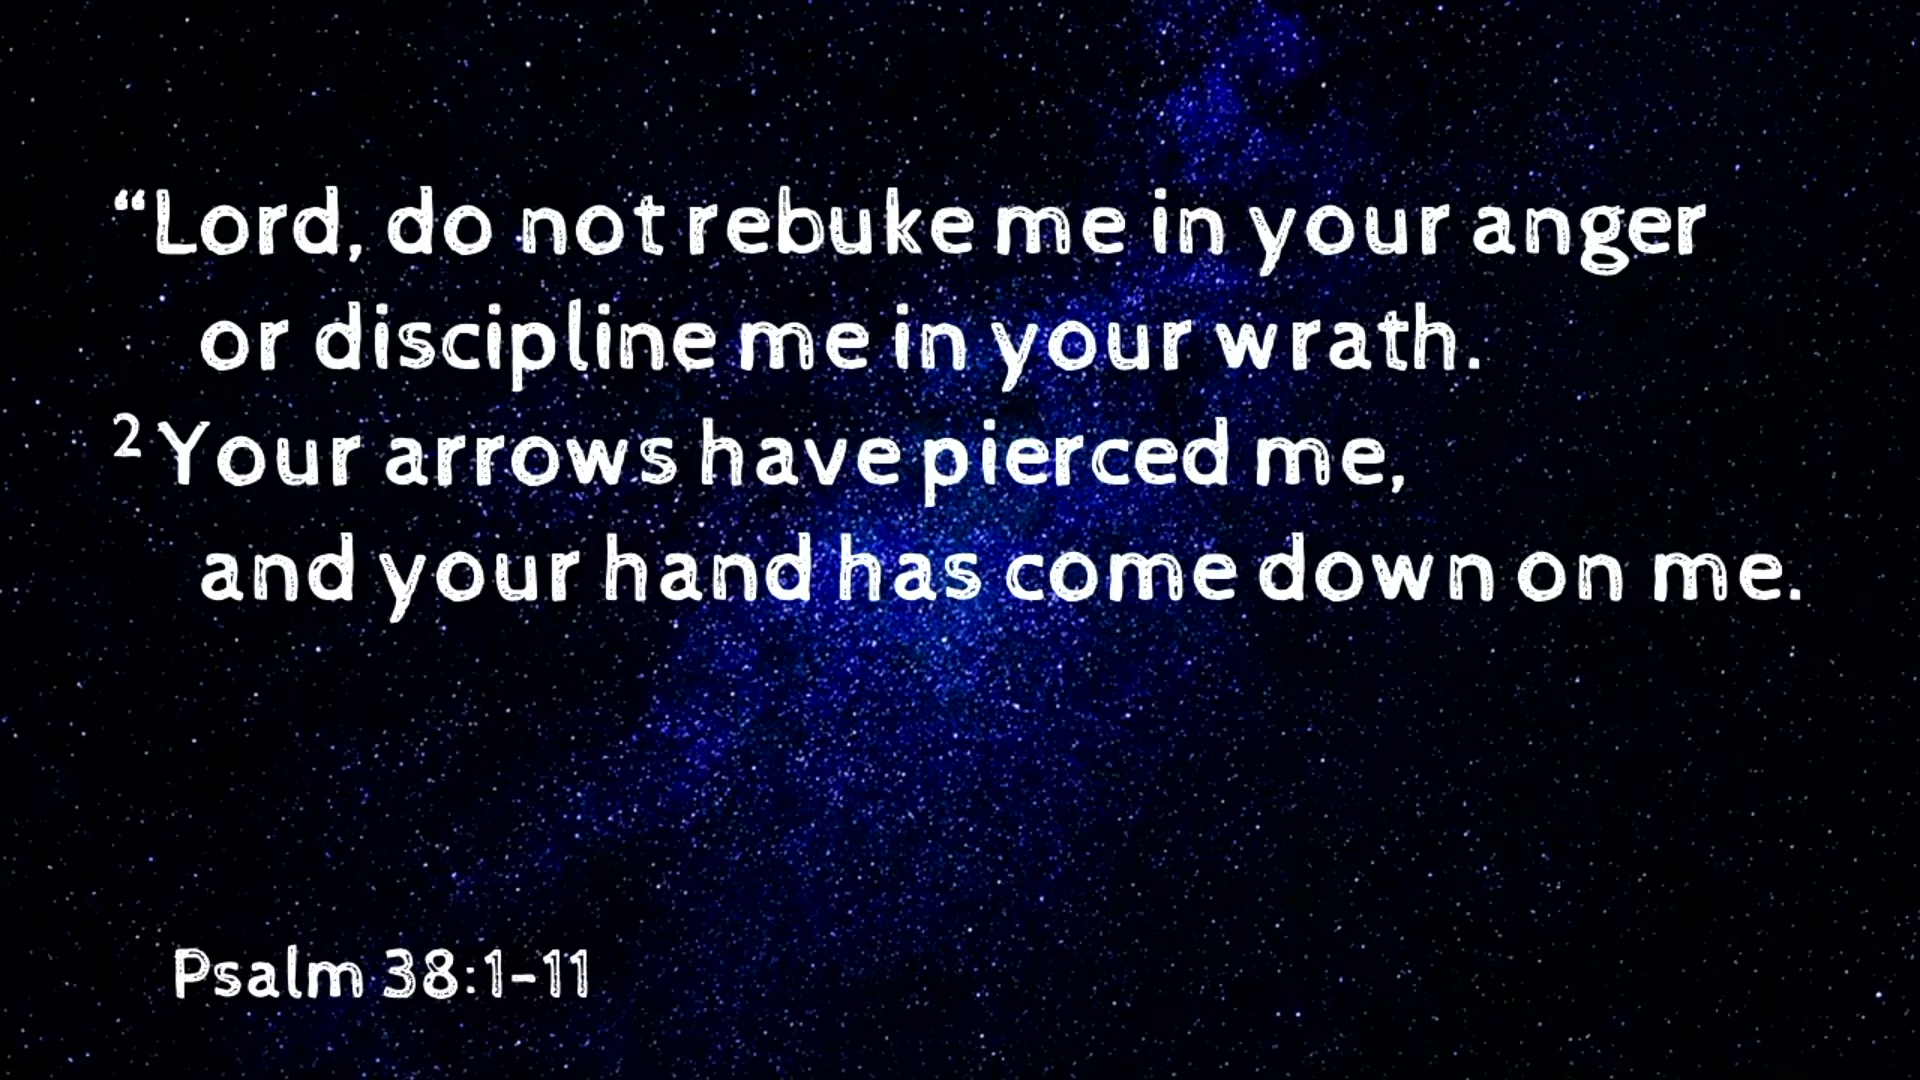 “Lord, do not rebuke me in your anger
or discipline me in your wrath.
² Your arrows have pierced me,
and your hand has come down on me.
Psalm 38:1-11